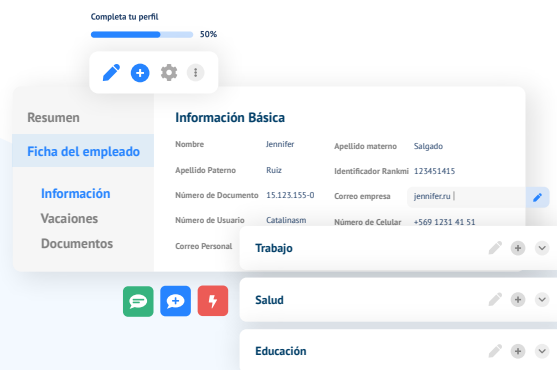 Completa tu perfil
50%
Resumen
Ficha del empleado
Información
Vacaiones
Documentos
Información Básica
Nombre Jennifer Apellido materno Salgado
Apellido Paterno Ruiz Identificador Rankmi 123451415
Número de Documento 15.123.155-0 Correo empresa jennifer.ru
Número de Usuario Catalinasm Número de Celular +569 1231 41 51
Correo Personal
Trabajo
Salud
Educación